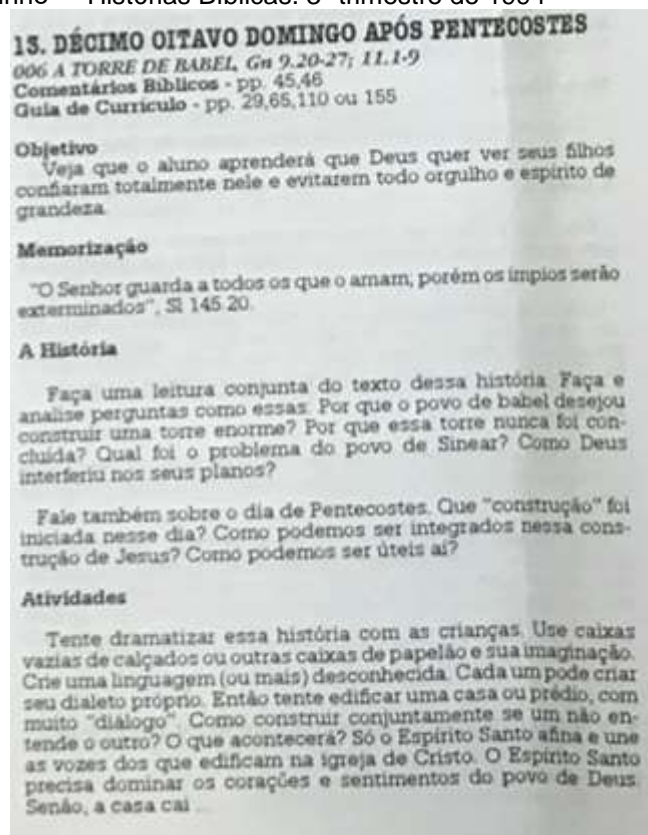 Histórias Bíblicas. 3º trimestre de 1994
13. DÉCIMO OITAVO DOMINGO APÓS PENTECOSTES
006 A TORRE DE BABEL, Gn 9.20-27; 11.1-9
Comentários Bíblicos - pp. 45,46
Guia de Currículo - pp. 29,65,110 ou 155
Objetivo
Veja que o aluno aprenderá que Deus quer ver seus filhos
confiaram totalmente nele e evitarem todo orgulho e espírito de
grandeza.
Memorização
"O Senhor guarda a todos os que o amam; porém os ímpios serão
exterminados", Sl 145.20.
A História
Faça uma leitura conjunta do texto dessa história. Faça e
analise perguntas como essas: Por que o povo de babel desejou
construir uma torre enorme? Por que essa torre nunca foi con-
cluída? Qual foi o problema do povo de Sinear? Como Deus
interferiu nos seus planos?
Fale também sobre o dia de Pentecostes. Que "construção" foi
iniciada nesse dia? Como podemos ser integrados nessa cons-
trução de Jesus? Como podemos ser úteis aí?
Atividades
Tente dramatizar essa história com as crianças. Use caixas
vazias de calçados ou outras caixas de papelão e sua imaginação.
Crie uma linguagem (ou mais) desconhecida. Cada um pode criar
seu dialeto próprio. Então tente edificar uma casa ou prédio, com
muito "diálogo". Como construir conjuntamente se um não en-
tende o outro? O que acontecerá? Só o Espírito Santo afina e une
as vozes dos que edificam na igreja de Cristo. O Espírito Santo
precisa dominar os corações e sentimentos do povo de Deus.
Senão, a casa cai ...